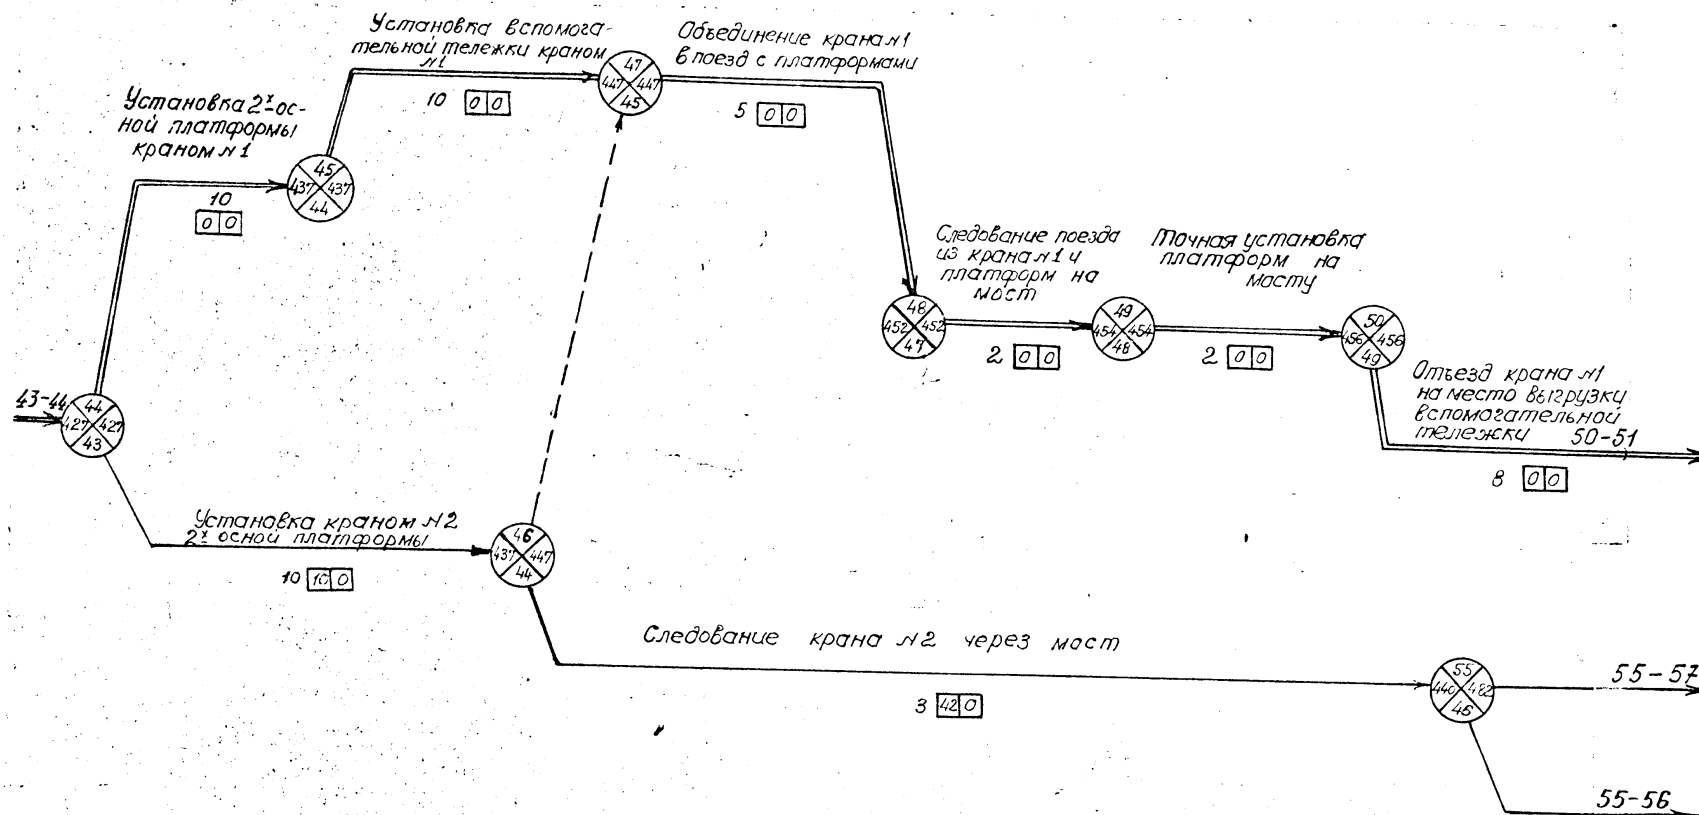 Установка вспомога-
тельной тележки краном
№1
10 0 0
Объединение крана №1
в поезд с платформами
5 0 0
47
447 447
45
Установка 2х-ос-
ной платформы
краном №1
10
0 0
45
437 437
44
Следование поезда
из крана №1 и
платформ на
мост
2 0 0
Точная установка
платформ на
мосту
2 0 0
48
452 452
47
49
454 454
48
50
456 456
49
43-44
44
427 427
43
Отъезд крана №1
на место выгрузки
вспомогательной
тележки 50-51
8 0 0
Установка краном №2
2х осной платформы
10 10 0
46
437 447
44
Следование крана №2 через мост
3 42 0
55
440 482
46
55-57
55-56